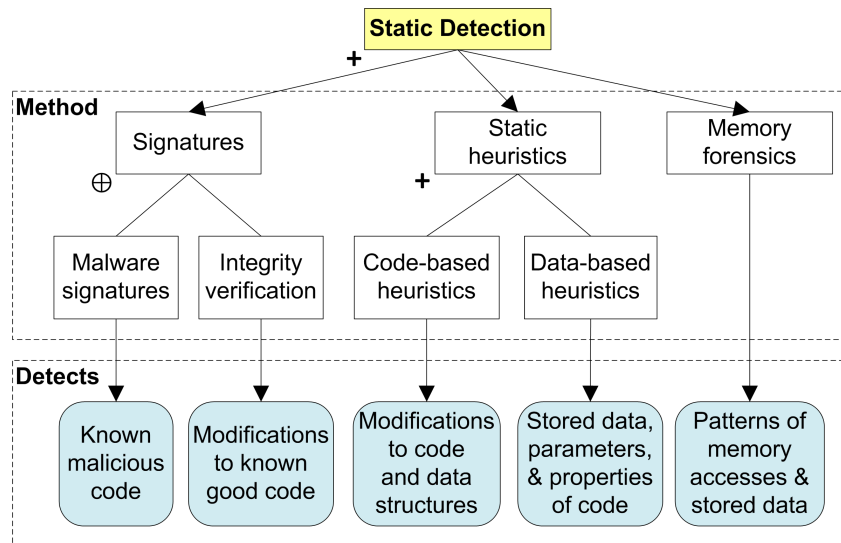 Static Detection
+
Method
Signatures
Static
heuristics
Memory
forensics
⊕
+
Malware
signatures
Integrity
verification
Code-based
heuristics
Data-based
heuristics
Detects
Known
malicious
code
Modifications
to known
good code
Modifications
to code
and data
structures
Stored data,
parameters,
& properties
of code
Patterns of
memory
accesses &
stored data